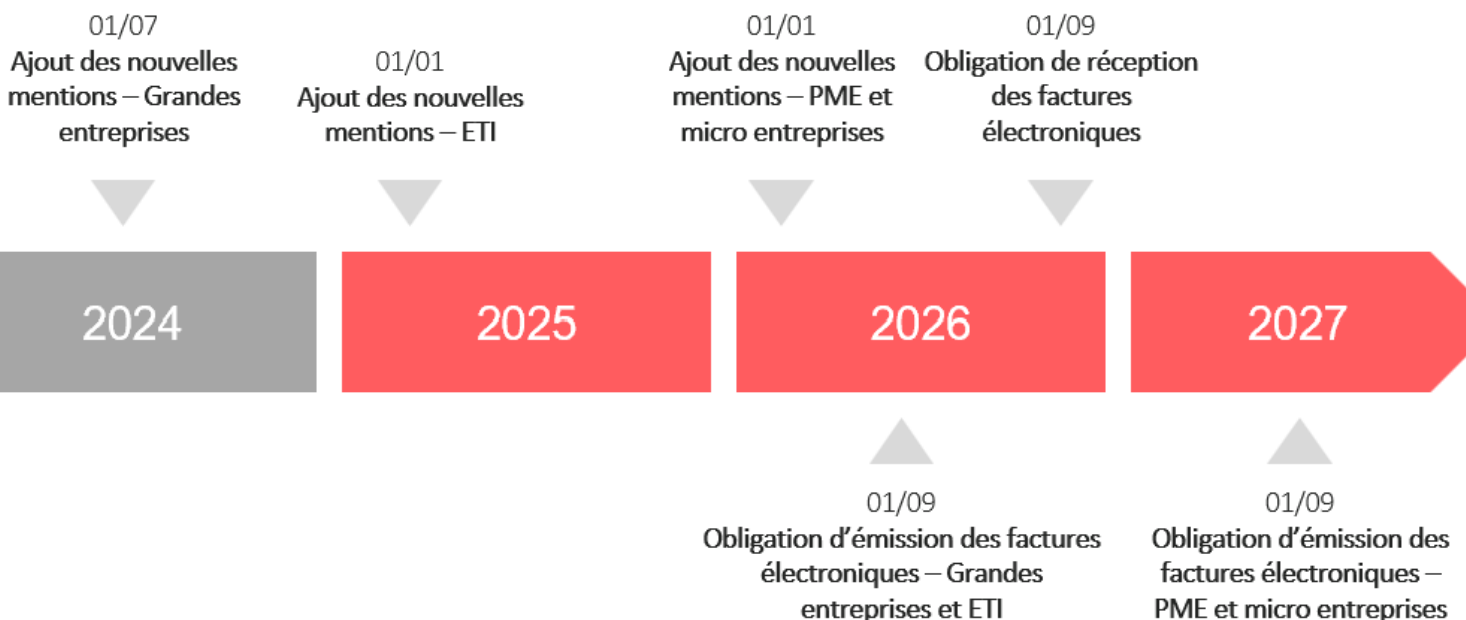 01/07
Ajout des nouvelles
mentions – Grandes
entreprises
01/01
Ajout des nouvelles
mentions – ETI
01/01
Ajout des nouvelles
mentions – PME et
micro entreprises
01/09
Obligation de réception
des factures
électroniques
2024
2025
2026
2027
01/09
Obligation d’émission des factures
électroniques – Grandes
entreprises et ETI
01/09
Obligation d’émission des
factures électroniques –
PME et micro entreprises